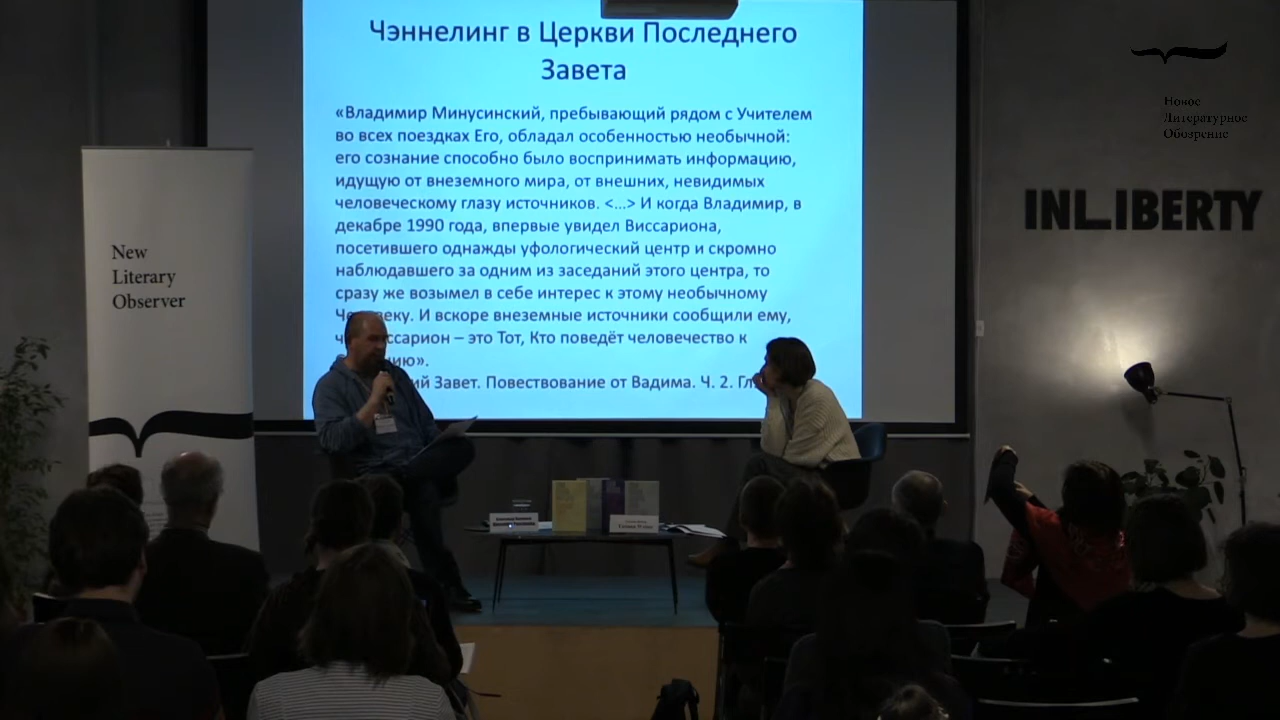 Чэннелинг в Церкви Последнего
Завета
«Владимир Минусинский, пребывающий рядом с Учителем
во всех поездках Его, обладал особенностью необычной:
его сознание способно было воспринимать информацию,
идущую от внеземного мира, от внешних, невидимых
человеческому глазу источников. <...> И когда Владимир, в
декабре 1990 года, впервые увидел Виссариона,
посетившего однажды уфологический центр и скромно
наблюдавшего за одним из заседаний этого центра, то
сразу же возымел в себе интерес к этому необычному
И вскоре внеземные источники сообщили ему,
– это Тот, Кто поведёт человечество к
Завет. Повествование от Вадима. Ч. 2.
New
Literary
Observer
Новое
Литературное
Обозрение
INLIBERTY